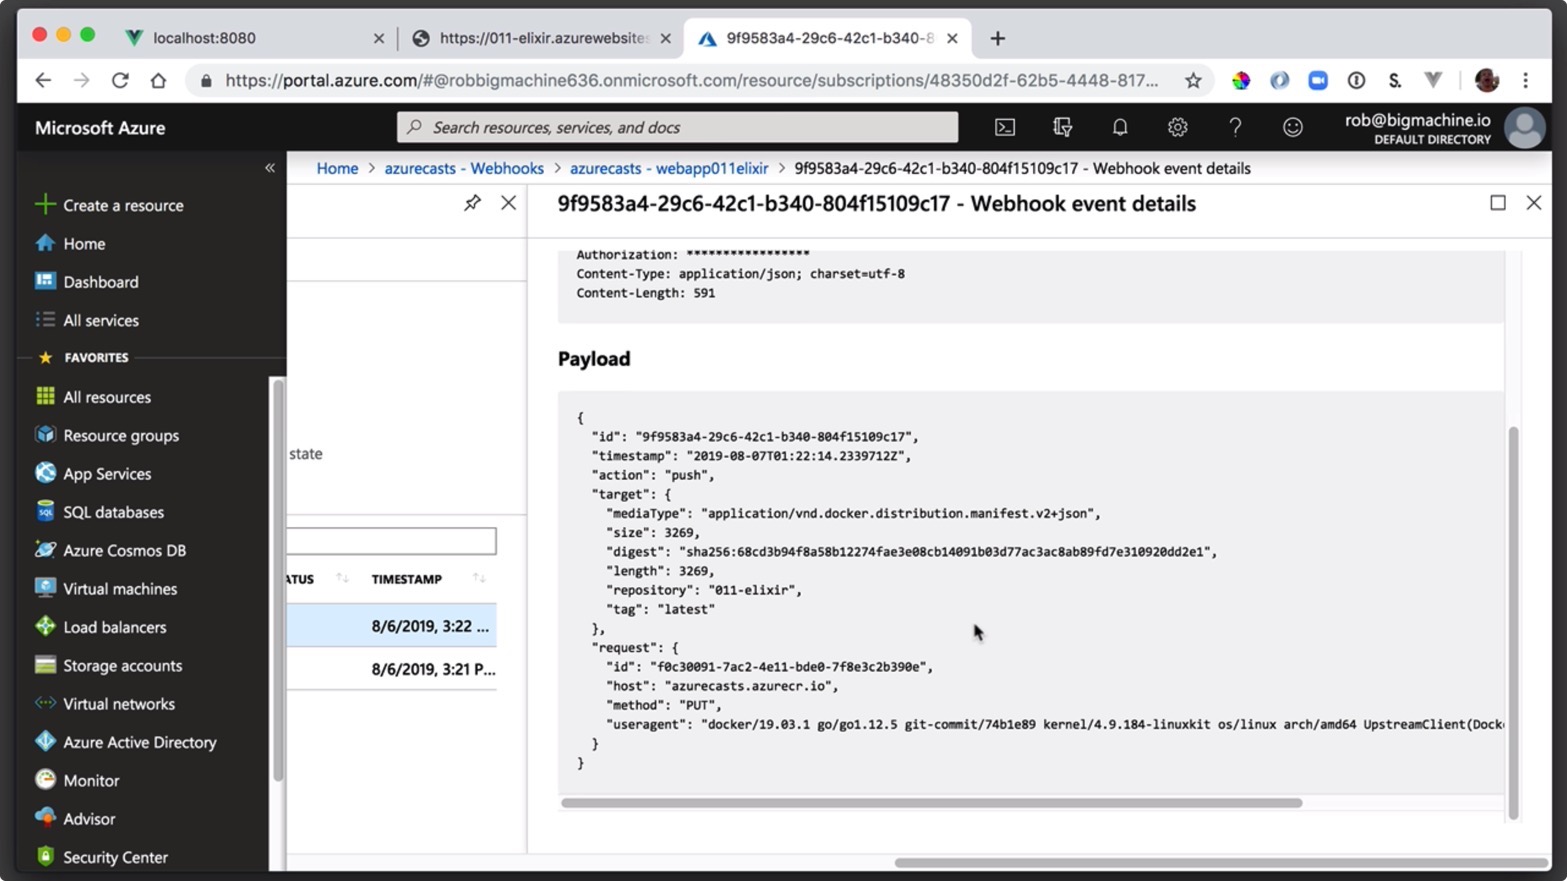 localhost:8080
https://011-elixir.azurewebsites
9f9583a4-29c6-42c1-b340-8
https://portal.azure.com/#@robbigmachine636.onmicrosoft.com/resource/subscriptions/48350d2f-62b5-4448-817...
S.
Microsoft Azure
Search resources, services, and docs
rob@bigmachine.io
DEFAULT DIRECTORY
Home > azurecasts - Webhooks > azurecasts - webapp011elixir > 9f9583a4-29c6-42c1-b340-804f15109c17 - Webhook event details
9f9583a4-29c6-42c1-b340-804f15109c17 - Webhook event details
Create a resource
Home
Dashboard
All services
FAVORITES
All resources
Resource groups
App Services
SQL databases
Azure Cosmos DB
Virtual machines
Load balancers
Storage accounts
Virtual networks
Azure Active Directory
Monitor
Advisor
Security Center
state
ATUS
TIMESTAMP
8/6/2019, 3:22 ...
8/6/2019, 3:21 P...
Authorization: *****************
Content-Type: application/json; charset=utf-8
Content-Length: 591
Payload
{
"id": "9f9583a4-29c6-42c1-b340-804f15109c17",
"timestamp": "2019-08-07T01:22:14.2339712Z",
"action": "push",
"target": {
"mediaType": "application/vnd.docker.distribution.manifest.v2+json",
"size": 3269,
"digest": "sha256:68cd3b94f8a58b12274fae3e08cb14091b03d77ac3ac8ab89fd7e310920dd2e1",
"length": 3269,
"repository": "011-elixir",
"tag": "latest"
},
"request": {
"id": "f0c30091-7ac2-4e11-bde0-7f8e3c2b390e",
"host": "azurecasts.azurecr.io",
"method": "PUT",
"useragent": "docker/19.03.1 go/go1.12.5 git-commit/74b1e89 kernel/4.9.184-linuxkit os/linux arch/amd64 UpstreamClient(Dock
}
}